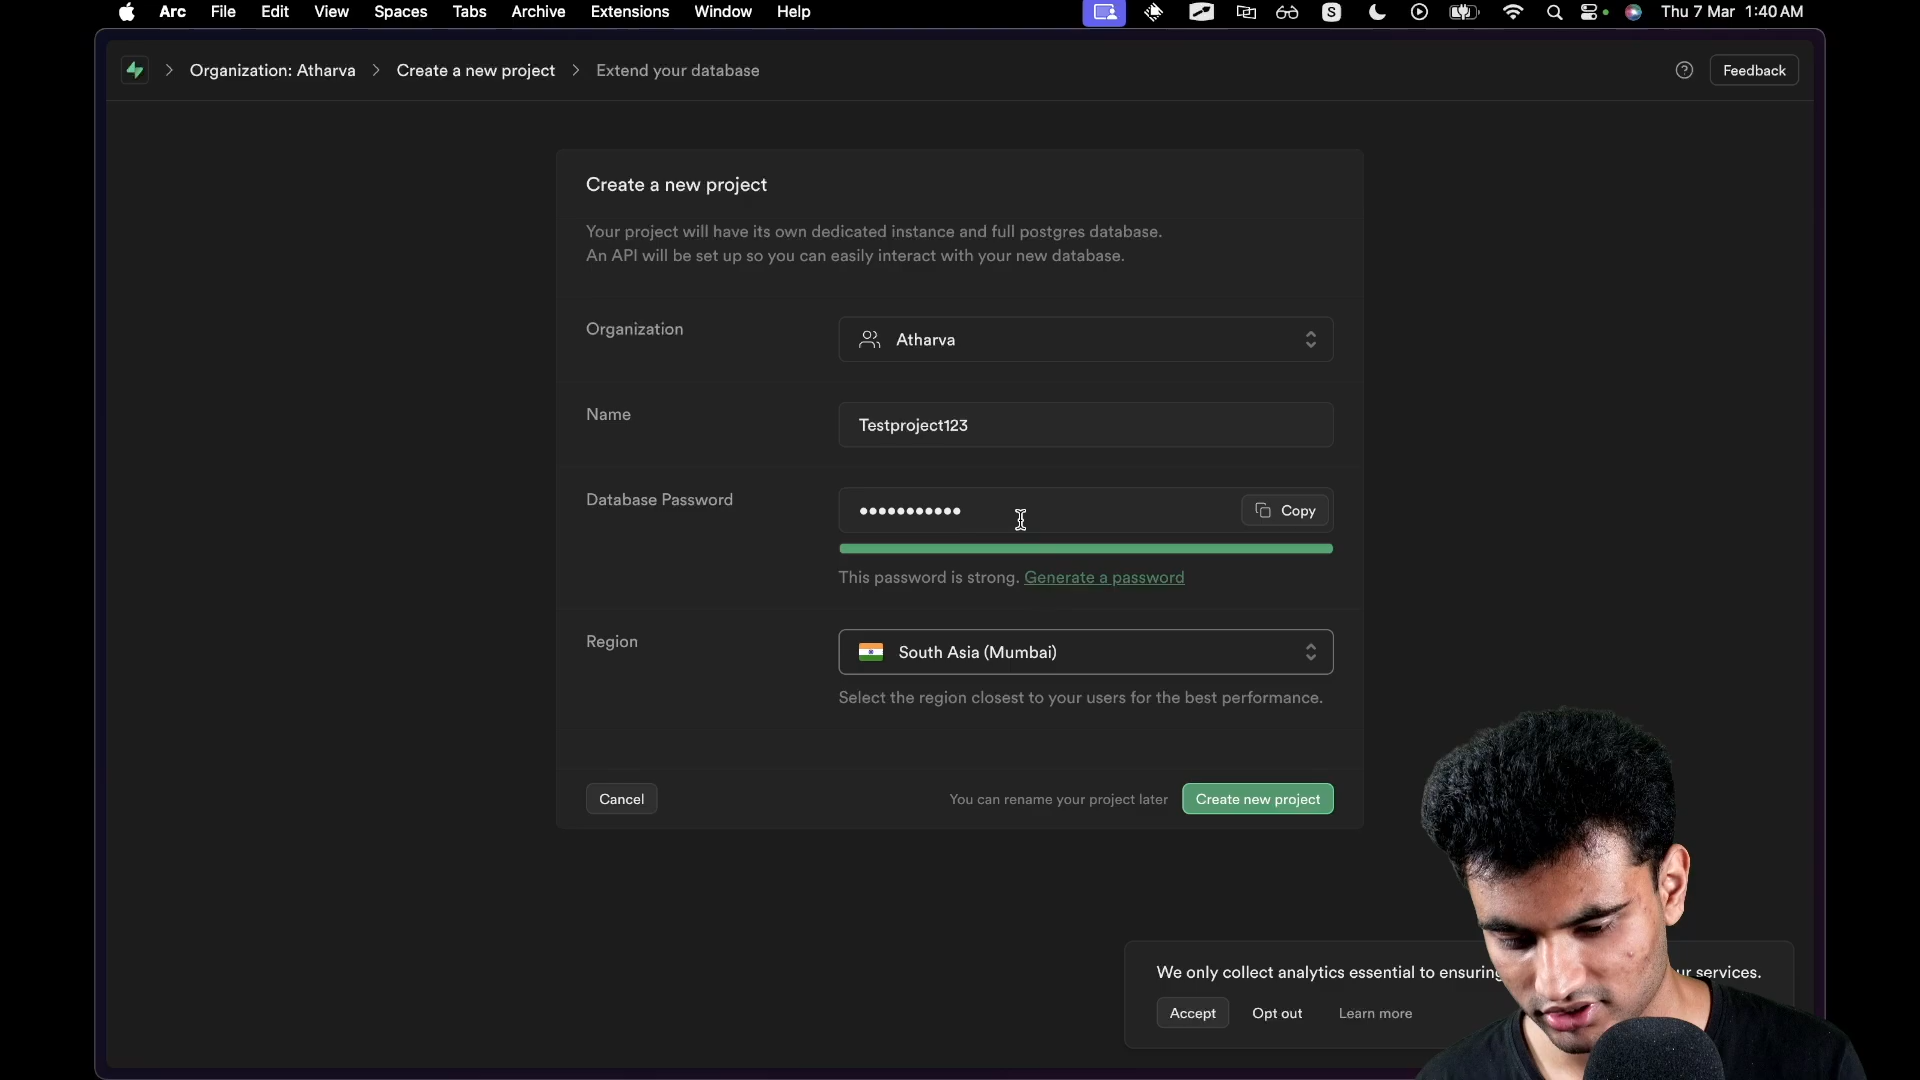 Arc File Edit View Spaces Tabs Archive Extensions Window Help S Thu 7 Mar 1:40 AM
Organization: Atharva > Create a new project > Extend your database Feedback
Create a new project
Your project will have its own dedicated instance and full postgres database.
An API will be set up so you can easily interact with your new database.
Organization
Atharva
Name
Testproject123
Database Password
••••••••••• Copy
This password is strong. Generate a password
Region
South Asia (Mumbai)
Select the region closest to your users for the best performance.
Cancel You can rename your project later Create new project
We only collect analytics essential to ensuring services.
Accept Opt out Learn more